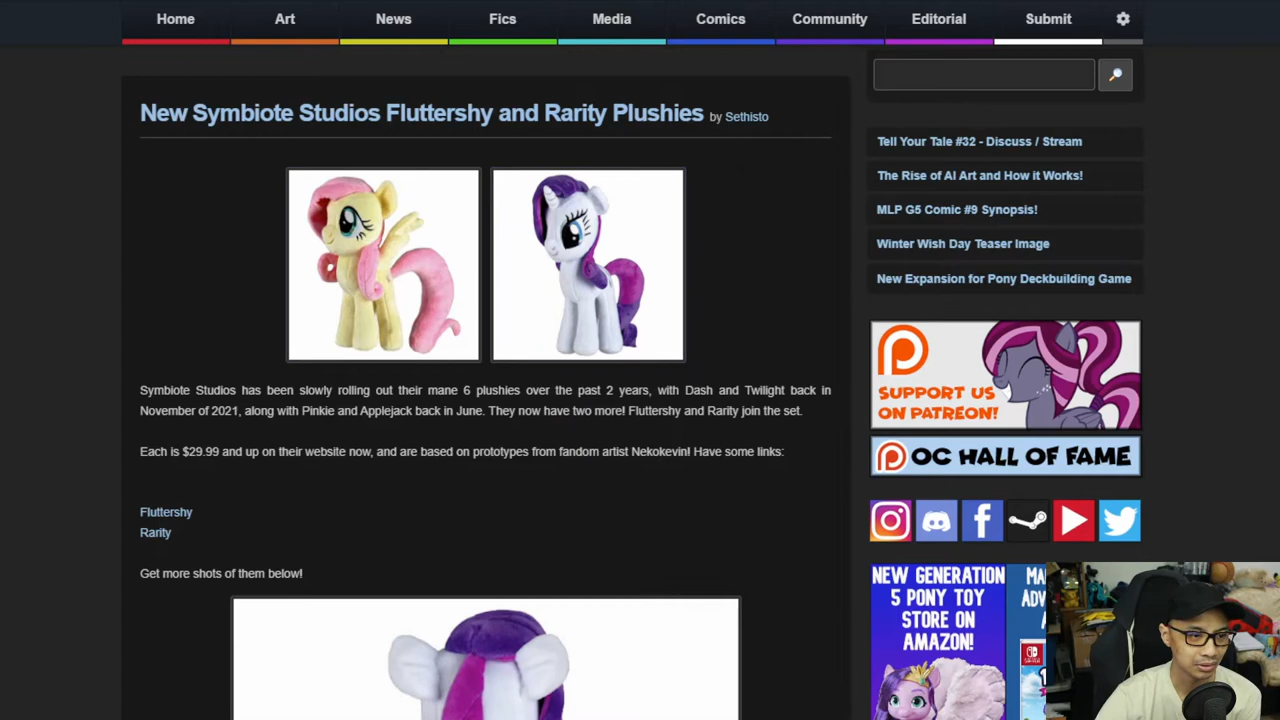 Home Art News Fics Media Comics Community Editorial Submit
New Symbiote Studios Fluttershy and Rarity Plushies by Sethisto
Symbiote Studios has been slowly rolling out their mane 6 plushies over the past 2 years, with Dash and Twilight back in
November of 2021, along with Pinkie and Applejack back in June. They now have two more! Fluttershy and Rarity join the set.
Each is $29.99 and up on their website now, and are based on prototypes from fandom artist Nekokevin! Have some links:
Fluttershy
Rarity
Get more shots of them below!
Tell Your Tale #32 - Discuss / Stream
The Rise of AI Art and How it Works!
MLP G5 Comic #9 Synopsis!
Winter Wish Day Teaser Image
New Expansion for Pony Deckbuilding Game
SUPPORT US
ON PATREON!
OC HALL OF FAME
NEW GENERATION
5 PONY TOY
STORE ON
AMAZON!